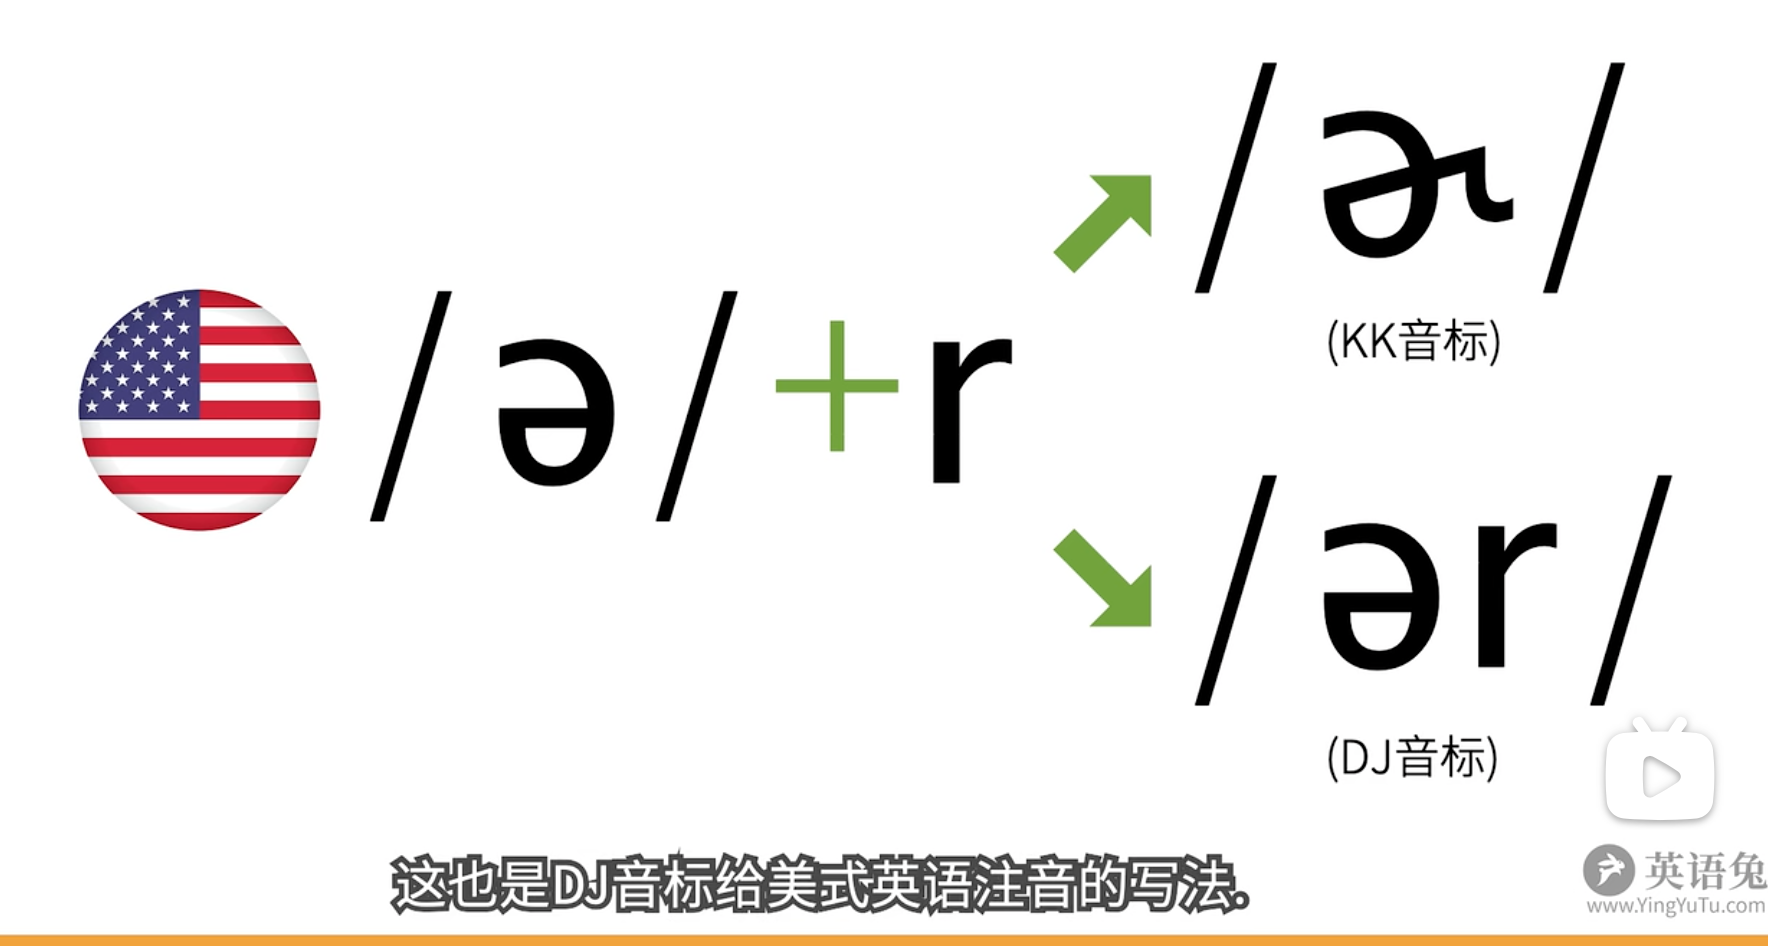 /ə/+r
/ɚ/
(KK音标)
/ər/
(DJ音标)
这也是DJ音标给美式英语注音的写法.
英语兔
www.YingYuTu.com